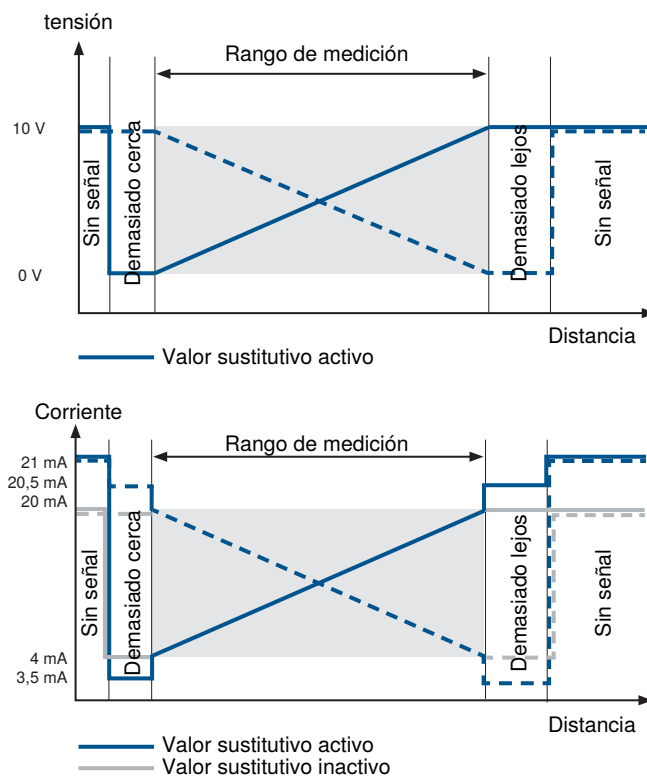 tensión
Rango de medición
10 V
Sin señal
Demasiado cerca
Demasiado lejos
Sin señal
0 V
Distancia
Valor sustitutivo activo
Corriente
Rango de medición
21 mA
20,5 mA
20 mA
Sin señal
Demasiado cerca
Demasiado lejos
Sin señal
4 mA
3,5 mA
Distancia
Valor sustitutivo activo
Valor sustitutivo inactivo